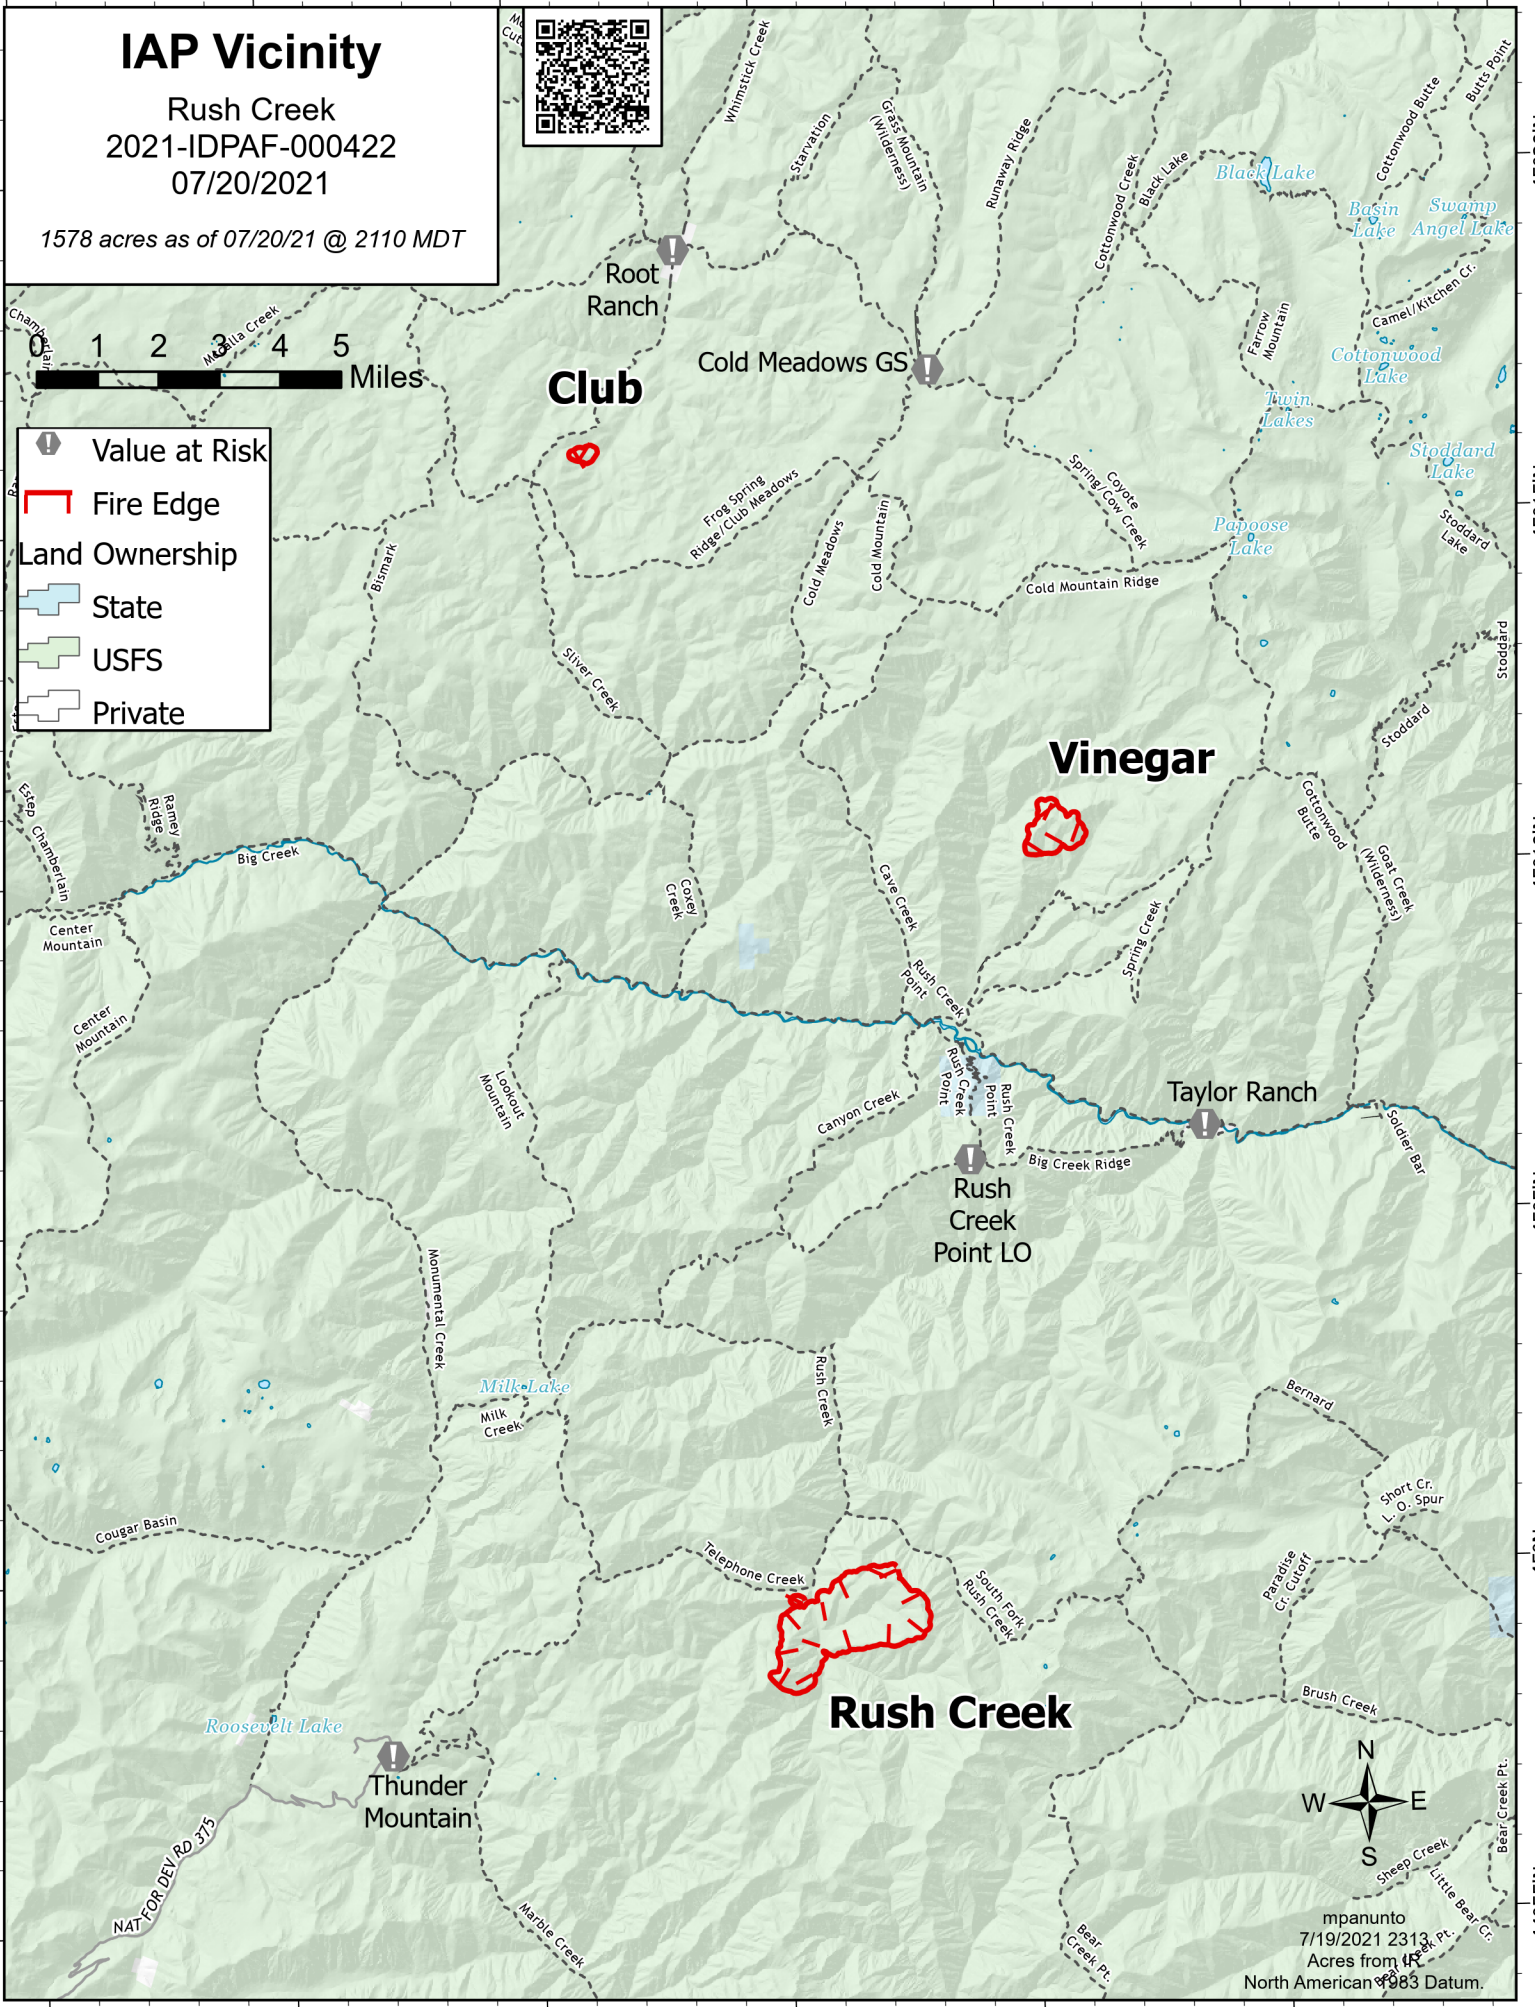 IAP Vicinity
Rush Creek
2021-IDPAF-000422
07/20/2021
1578 acres as of 07/20/21 @ 2110 MDT
0 1 2 3 4 5
Miles
Value at Risk
Fire Edge
Land Ownership
State
USFS
Private
Whimstick Creek
Starvation
Grass Mountain
(Wilderness)
Runaway Ridge
Cottonwood Creek
Black Lake
Black Lake
Cottonwood Butte
Butts Point
Basin
Lake
Swamp
Angel Lake
Camel/Kitchen Cr.
Root
Ranch
McCalla Creek
Cold Meadows GS
Farrow
Mountain
Cottonwood
Lake
Twin
Lakes
Club
Stoddard
Lake
Frog Spring
Ridge/Club Meadows
Coyote
Spring/Cow Creek
Papoose
Lake
Stoddard
Lake
Bismark
Cold Meadows
Cold Mountain
Cold Mountain Ridge
Sliver Creek
Stoddard
Stoddard
Vinegar
Estep
Chamberlain
Ramey
Ridge
Big Creek
Cottonwood
Butte
Goat Creek
(Wilderness)
Coxey
Creek
Cave Creek
Spring Creek
Center
Mountain
Center
Mountain
Rush Creek
Point
Lookout
Mountain
Canyon Creek
Rush Creek
Point
Rush Creek
Point
Taylor Ranch
Soldier Bar
Big Creek Ridge
Rush
Creek
Point LO
Monumental Creek
Milk Lake
Milk
Creek
Rush Creek
Bernard
Short Cr.
L. O. Spur
Cougar Basin
Telephone Creek
South Fork
Rush Creek
Paradise
Cr. Cutoff
Rush Creek
Brush Creek
Roosevelt Lake
Thunder
Mountain
NAT FOR DEV RD 375
Marble Creek
N
W E
S
Bear Creek Pt.
Sheep Creek
Little Bear Cr.
Bear
Creek Pt.
Bear Creek Pt.
mpanunto
7/19/2021 2313
Acres from IR
North American 1983 Datum.